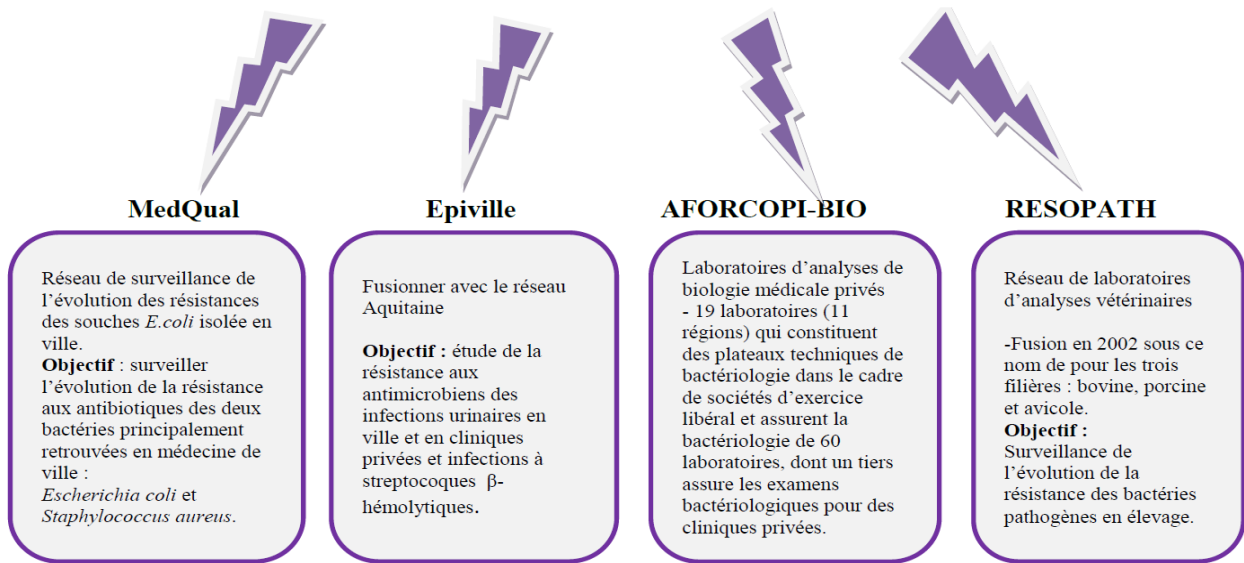 MedQual
Réseau de surveillance de
l'évolution des résistances
des souches E.coli isolée en
ville.
Objectif : surveiller
l'évolution de la résistance
aux antibiotiques des deux
bactéries principalement
retrouvées en médecine de
ville :
Escherichia coli et
Staphylococcus aureus.
Epiville
Fusionner avec le réseau
Aquitaine
Objectif : étude de la
résistance aux
antimicrobiens des
infections urinaires en
ville et en cliniques
privées et infections à
streptocoques β-
hémolytiques.
AFORCOPI-BIO
Laboratoires d'analyses de
biologie médicale privés
- 19 laboratoires (11
régions) qui constituent
des plateaux techniques de
bactériologie dans le cadre
de sociétés d'exercice
libéral et assurent la
bactériologie de 60
laboratoires, dont un tiers
assure les examens
bactériologiques pour des
cliniques privées.
RESOPATH
Réseau de laboratoires
d'analyses vétérinaires
-Fusion en 2002 sous ce
nom de pour les trois
filières : bovine, porcine
et avicole.
Objectif :
Surveillance de
l'évolution de la
résistance des bactéries
pathogènes en élevage.